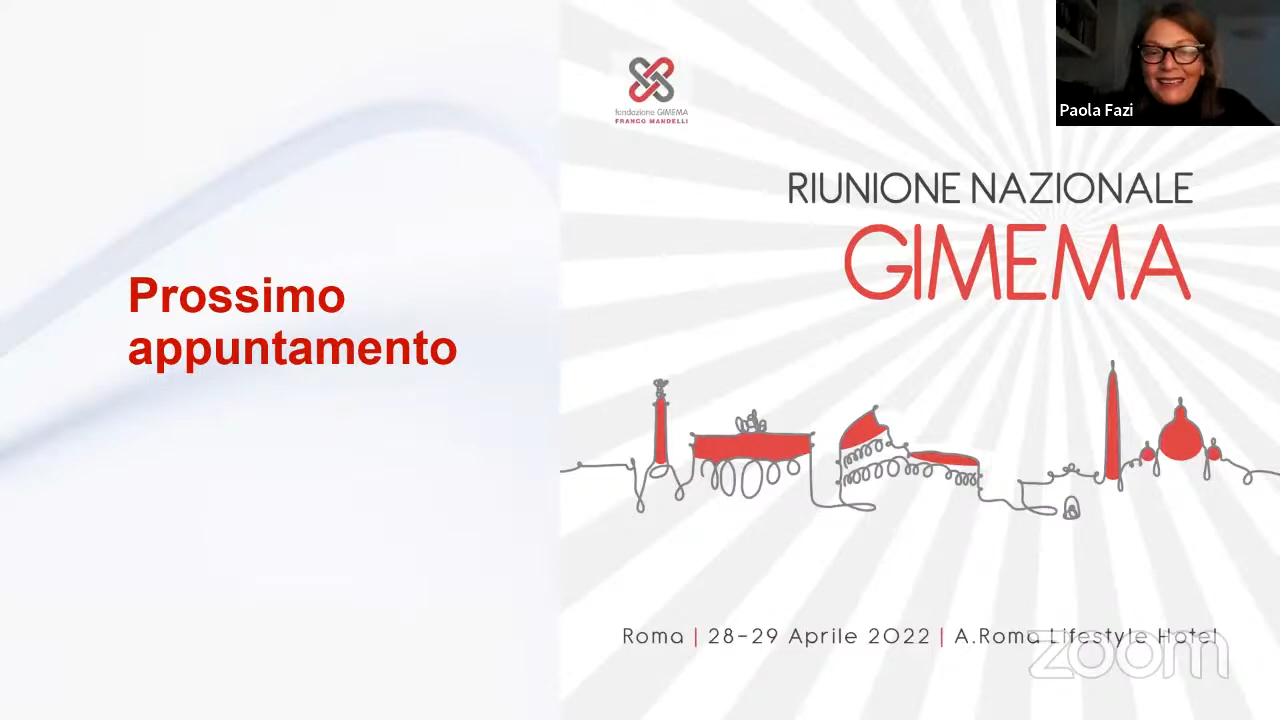 Prossimo
appuntamento
fondazione GIMEMA
FRANCO MANDELLI
Paola Fazi
RIUNIONE NAZIONALE
GIMEMA
Roma | 28-29 Aprile 2022 | A.Roma Lifestyle Hotel
zoom